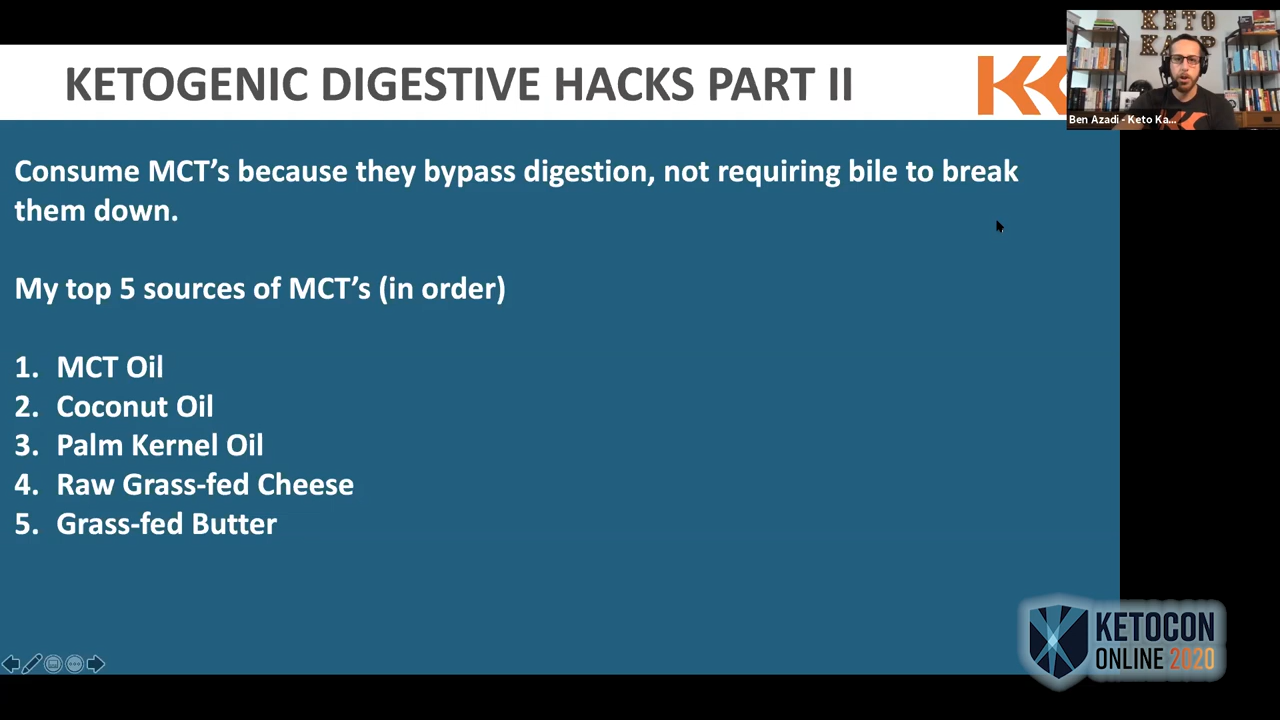 KETOGENIC DIGESTIVE HACKS PART II
KETO
Ben Azadi - Keto Ka...
Consume MCT’s because they bypass digestion, not requiring bile to break
them down.
My top 5 sources of MCT’s (in order)
1. MCT Oil
2. Coconut Oil
3. Palm Kernel Oil
4. Raw Grass-fed Cheese
5. Grass-fed Butter
KETOCON
ONLINE 2020